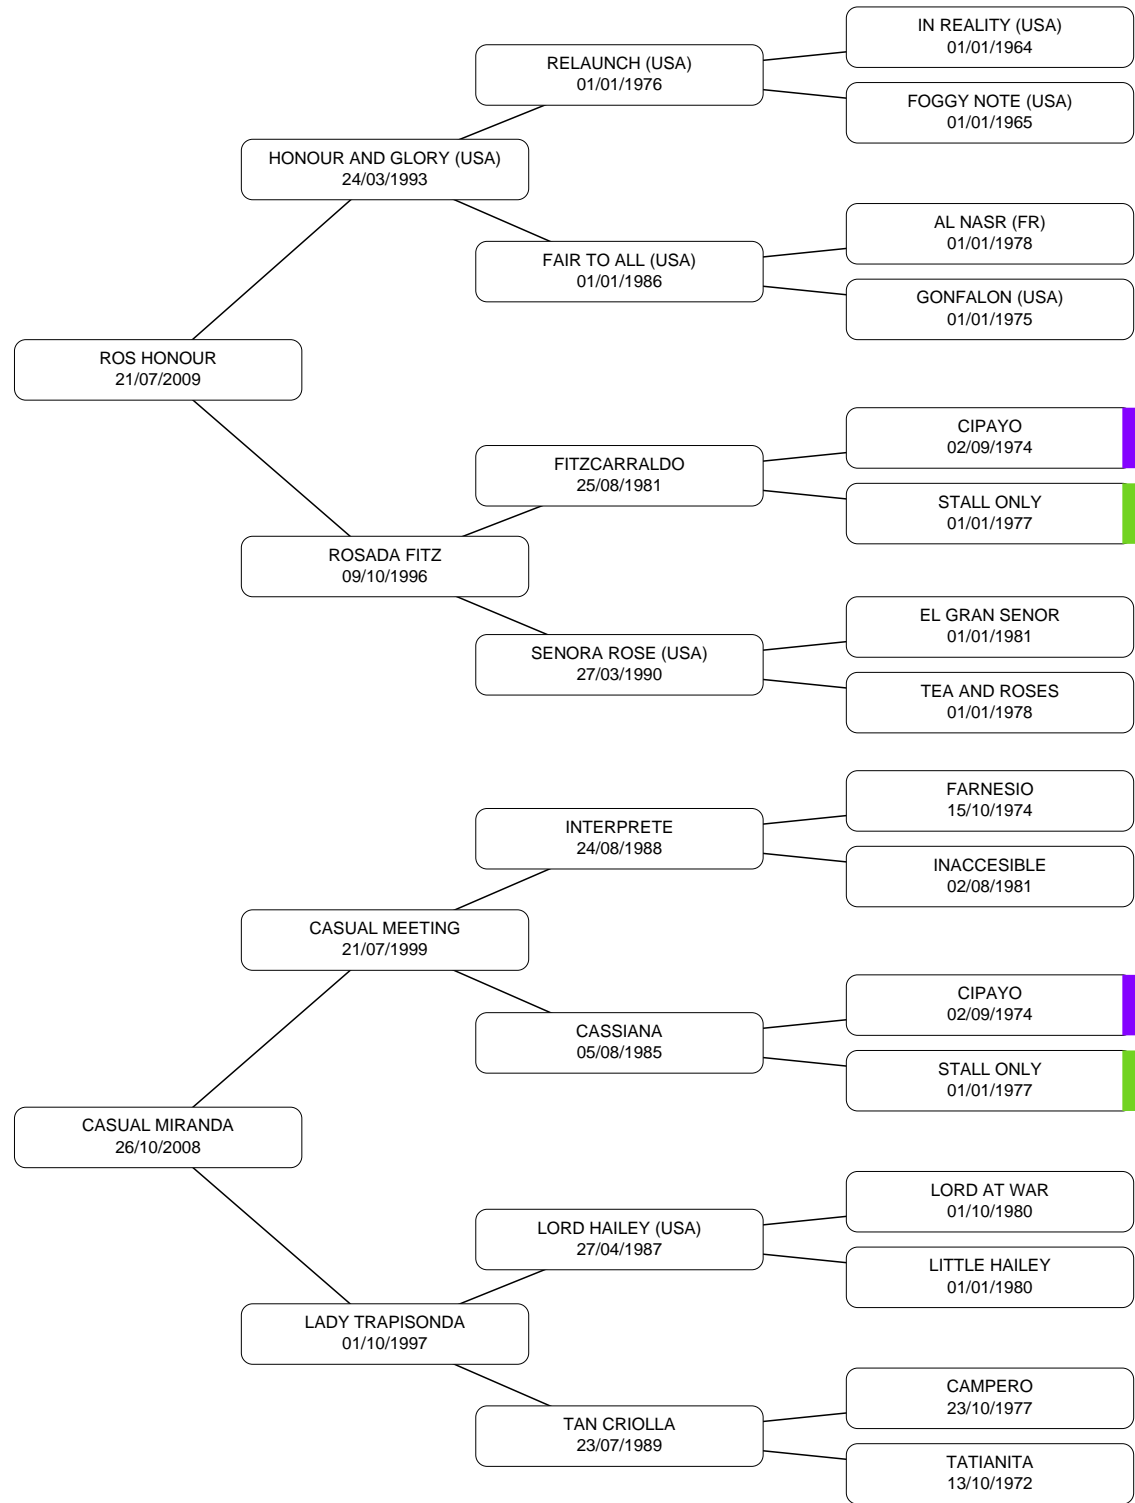 IN REALITY (USA)
01/01/1964
RELAUNCH (USA)
01/01/1976
FOGGY NOTE (USA)
01/01/1965
HONOUR AND GLORY (USA)
24/03/1993
AL NASR (FR)
01/01/1978
FAIR TO ALL (USA)
01/01/1986
GONFALON (USA)
01/01/1975
ROS HONOUR
21/07/2009
CIPAYO
02/09/1974
FITZCARRALDO
25/08/1981
STALL ONLY
01/01/1977
ROSADA FITZ
09/10/1996
EL GRAN SENOR
01/01/1981
SENORA ROSE (USA)
27/03/1990
TEA AND ROSES
01/01/1978
FARNESIO
15/10/1974
INTERPRETE
24/08/1988
INACCESIBLE
02/08/1981
CASUAL MEETING
21/07/1999
CIPAYO
02/09/1974
CASSIANA
05/08/1985
STALL ONLY
01/01/1977
CASUAL MIRANDA
26/10/2008
LORD AT WAR
01/10/1980
LORD HAILEY (USA)
27/04/1987
LITTLE HAILEY
01/01/1980
LADY TRAPISONDA
01/10/1997
CAMPERO
23/10/1977
TAN CRIOLLA
23/07/1989
TATIANITA
13/10/1972